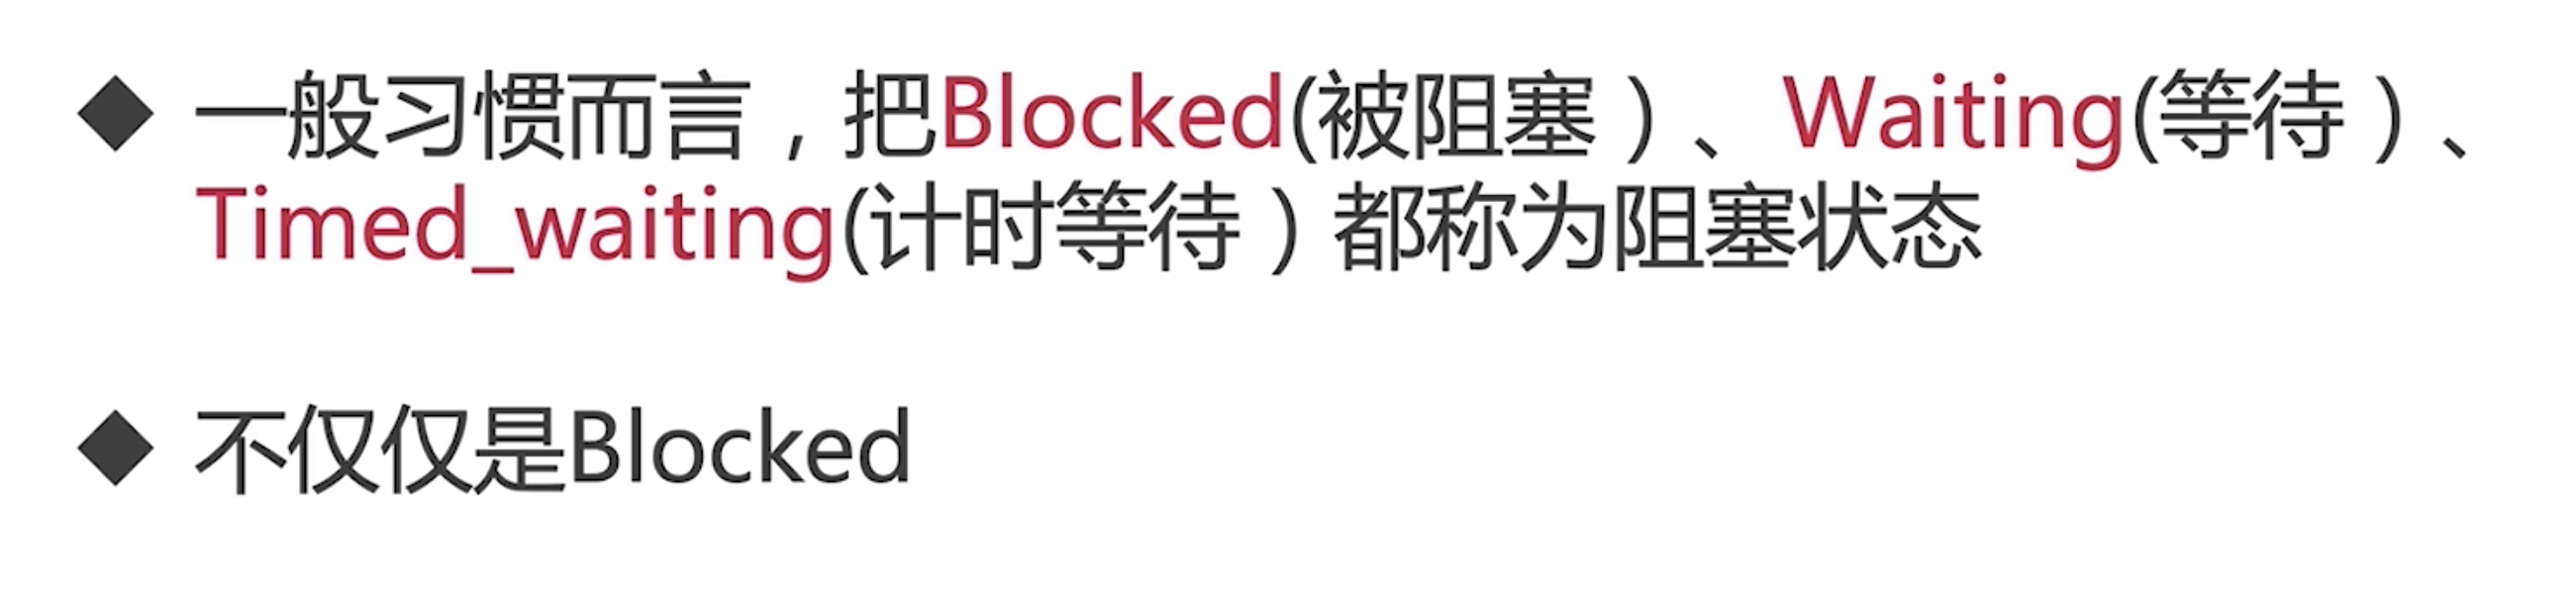 ◆ 一般习惯而言，把Blocked(被阻塞）、Waiting(等待）、
Timed_waiting(计时等待）都称为阻塞状态
◆ 不仅仅是Blocked